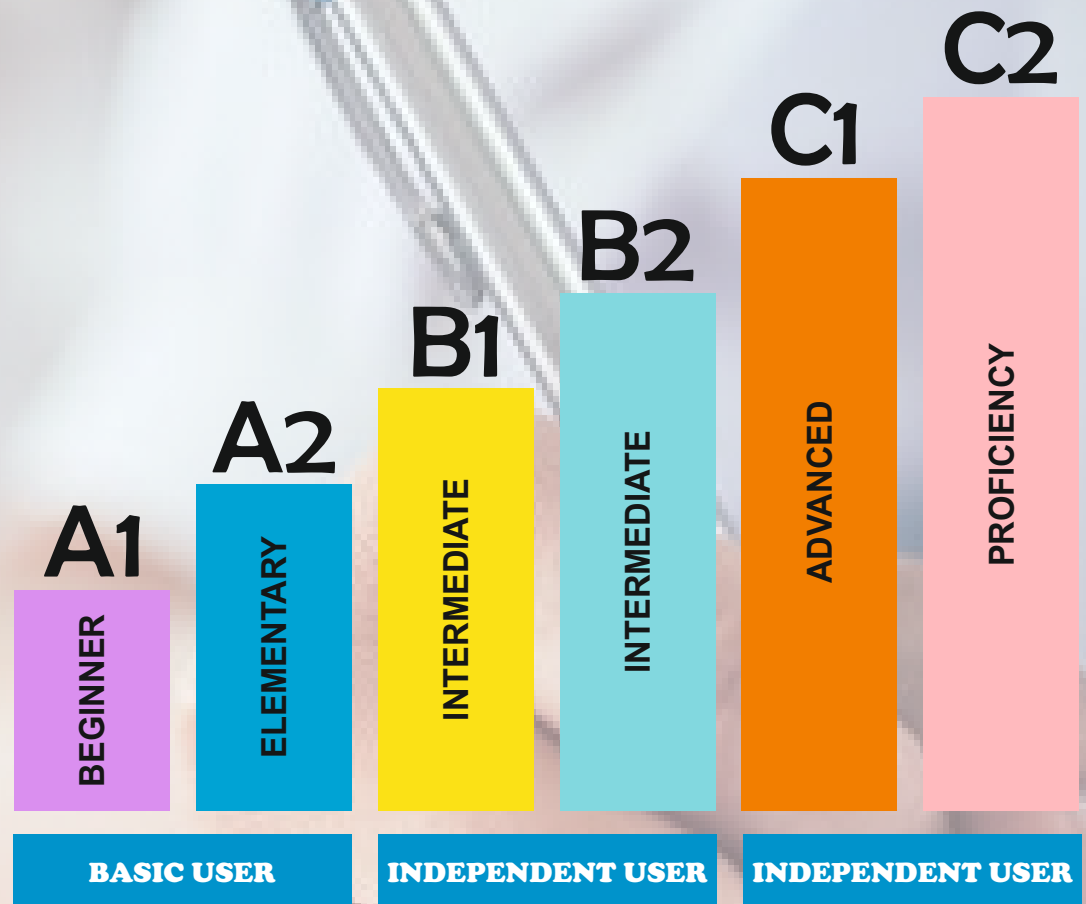 A1
BEGINNER
A2
ELEMENTARY
B1
INTERMEDIATE
B2
INTERMEDIATE
C1
ADVANCED
C2
PROFICIENCY
BASIC USER
INDEPENDENT USER
INDEPENDENT USER